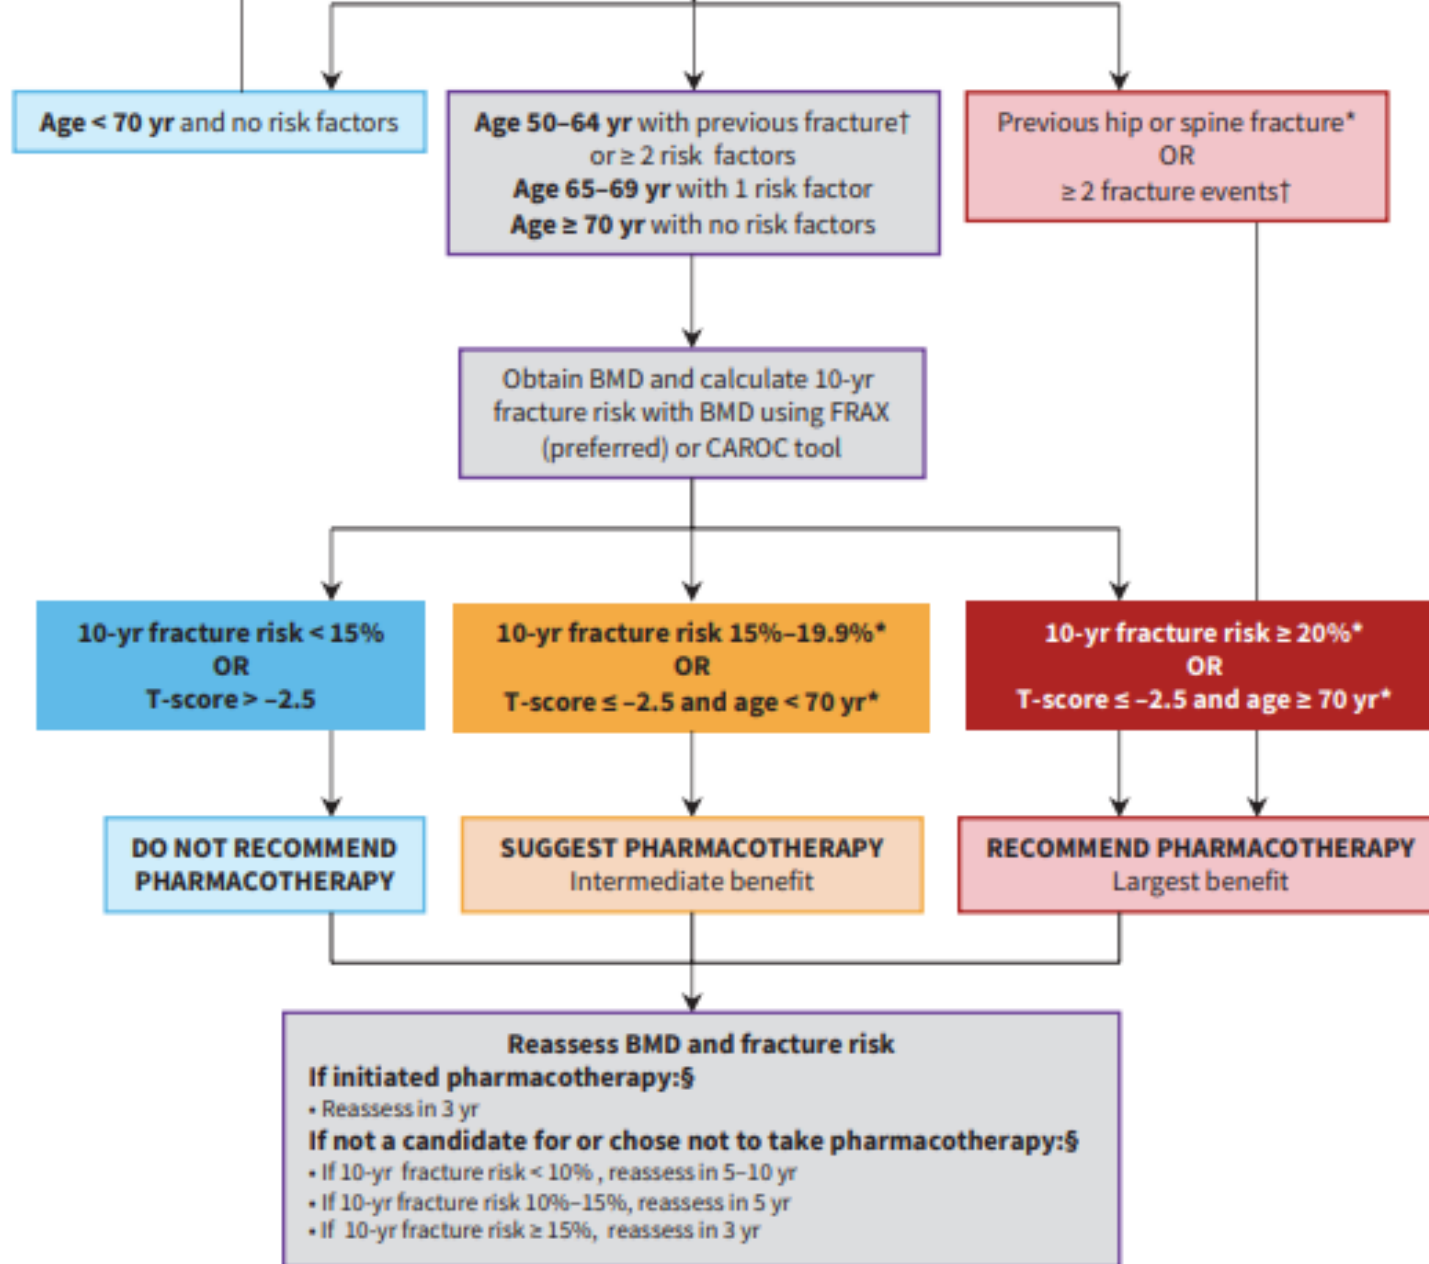 Age < 70 yr and no risk factors
Age 50–64 yr with previous fracture†
or ≥ 2 risk factors
Age 65–69 yr with 1 risk factor
Age ≥ 70 yr with no risk factors
Previous hip or spine fracture*
OR
≥ 2 fracture events†
Obtain BMD and calculate 10-yr
fracture risk with BMD using FRAX
(preferred) or CAROC tool
10-yr fracture risk < 15%
OR
T-score > –2.5
10-yr fracture risk 15%–19.9%*
OR
T-score ≤ –2.5 and age < 70 yr*
10-yr fracture risk ≥ 20%*
OR
T-score ≤ –2.5 and age ≥ 70 yr*
DO NOT RECOMMEND
PHARMACOTHERAPY
SUGGEST PHARMACOTHERAPY
Intermediate benefit
RECOMMEND PHARMACOTHERAPY
Largest benefit
Reassess BMD and fracture risk
If initiated pharmacotherapy:§
• Reassess in 3 yr
If not a candidate for or chose not to take pharmacotherapy:§
• If 10-yr fracture risk < 10% , reassess in 5–10 yr
• If 10-yr fracture risk 10%–15%, reassess in 5 yr
• If 10-yr fracture risk ≥ 15%, reassess in 3 yr